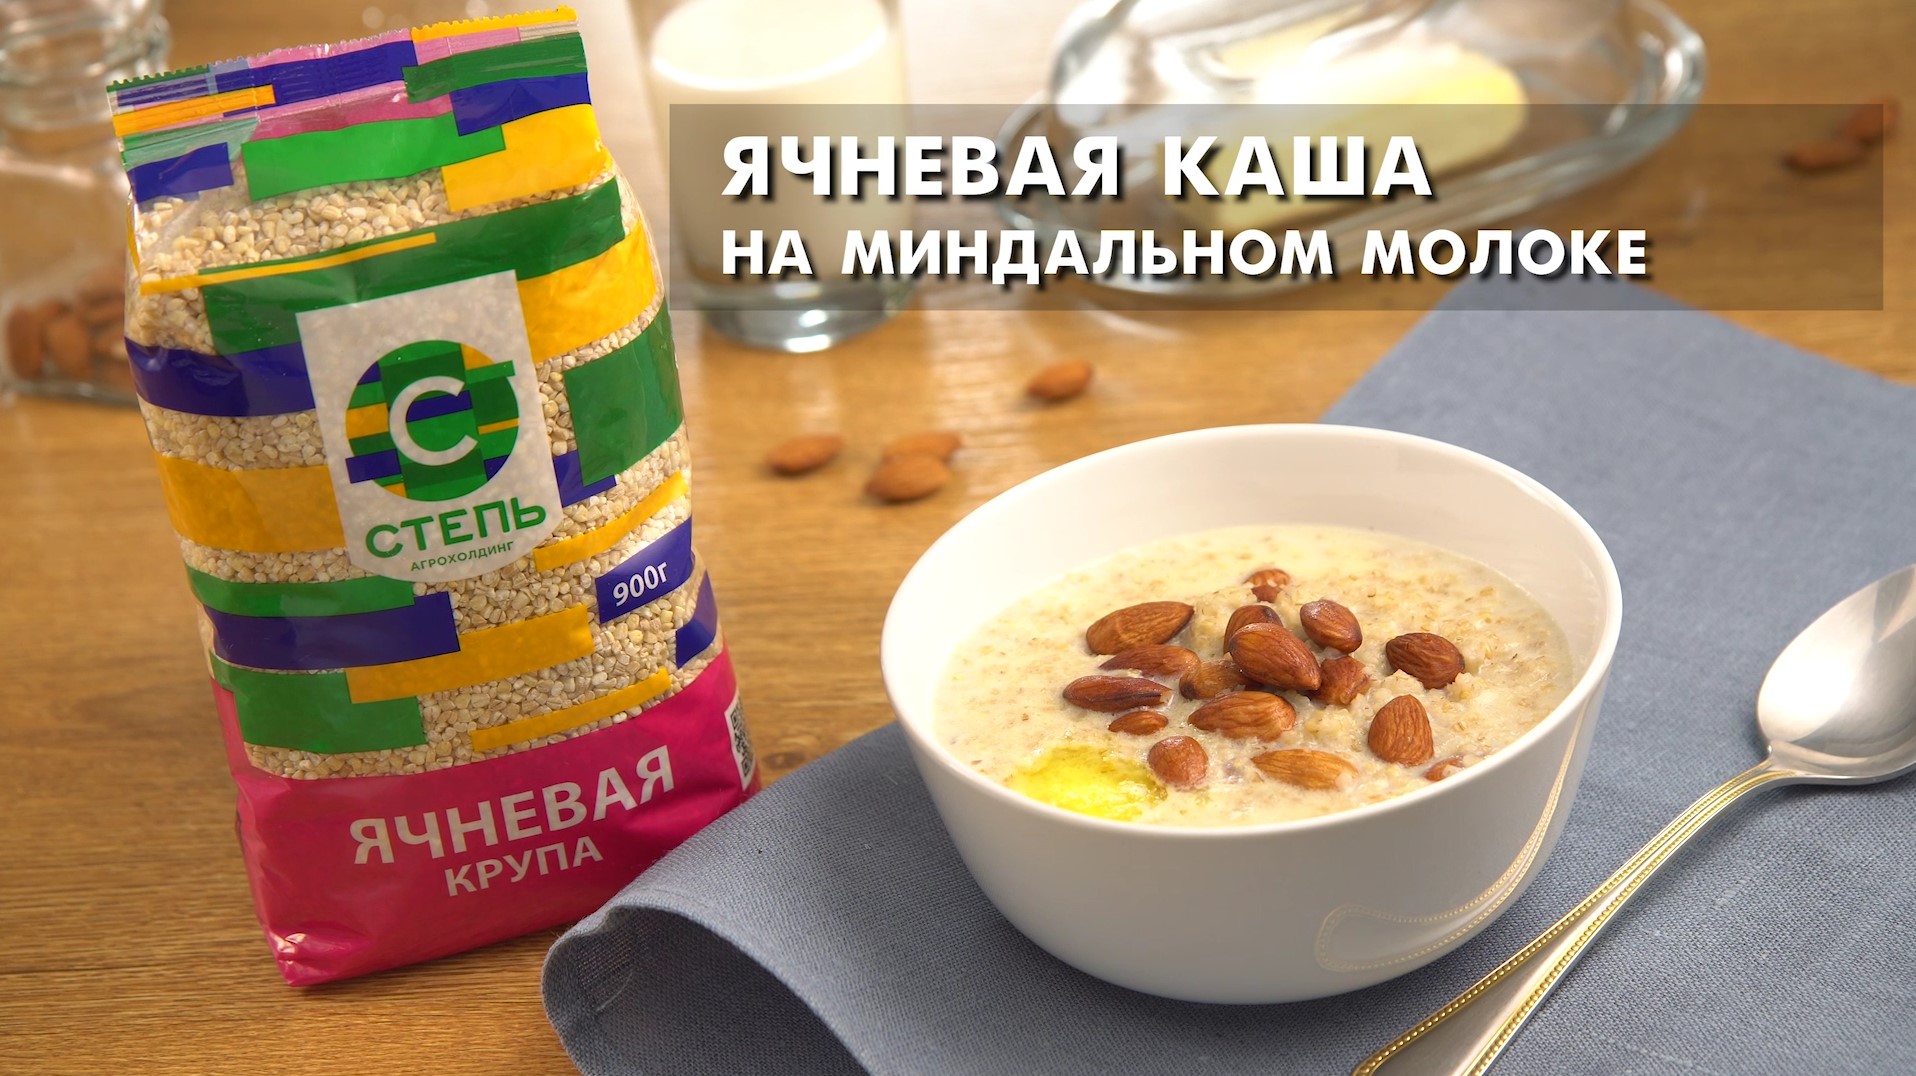 ЯЧНЕВАЯ КАША
НА МИНДАЛЬНОМ МОЛОКЕ
С
СТЕПЬ
АГРОХОЛДИНГ
900г
ЯЧНЕВАЯ
КРУПА